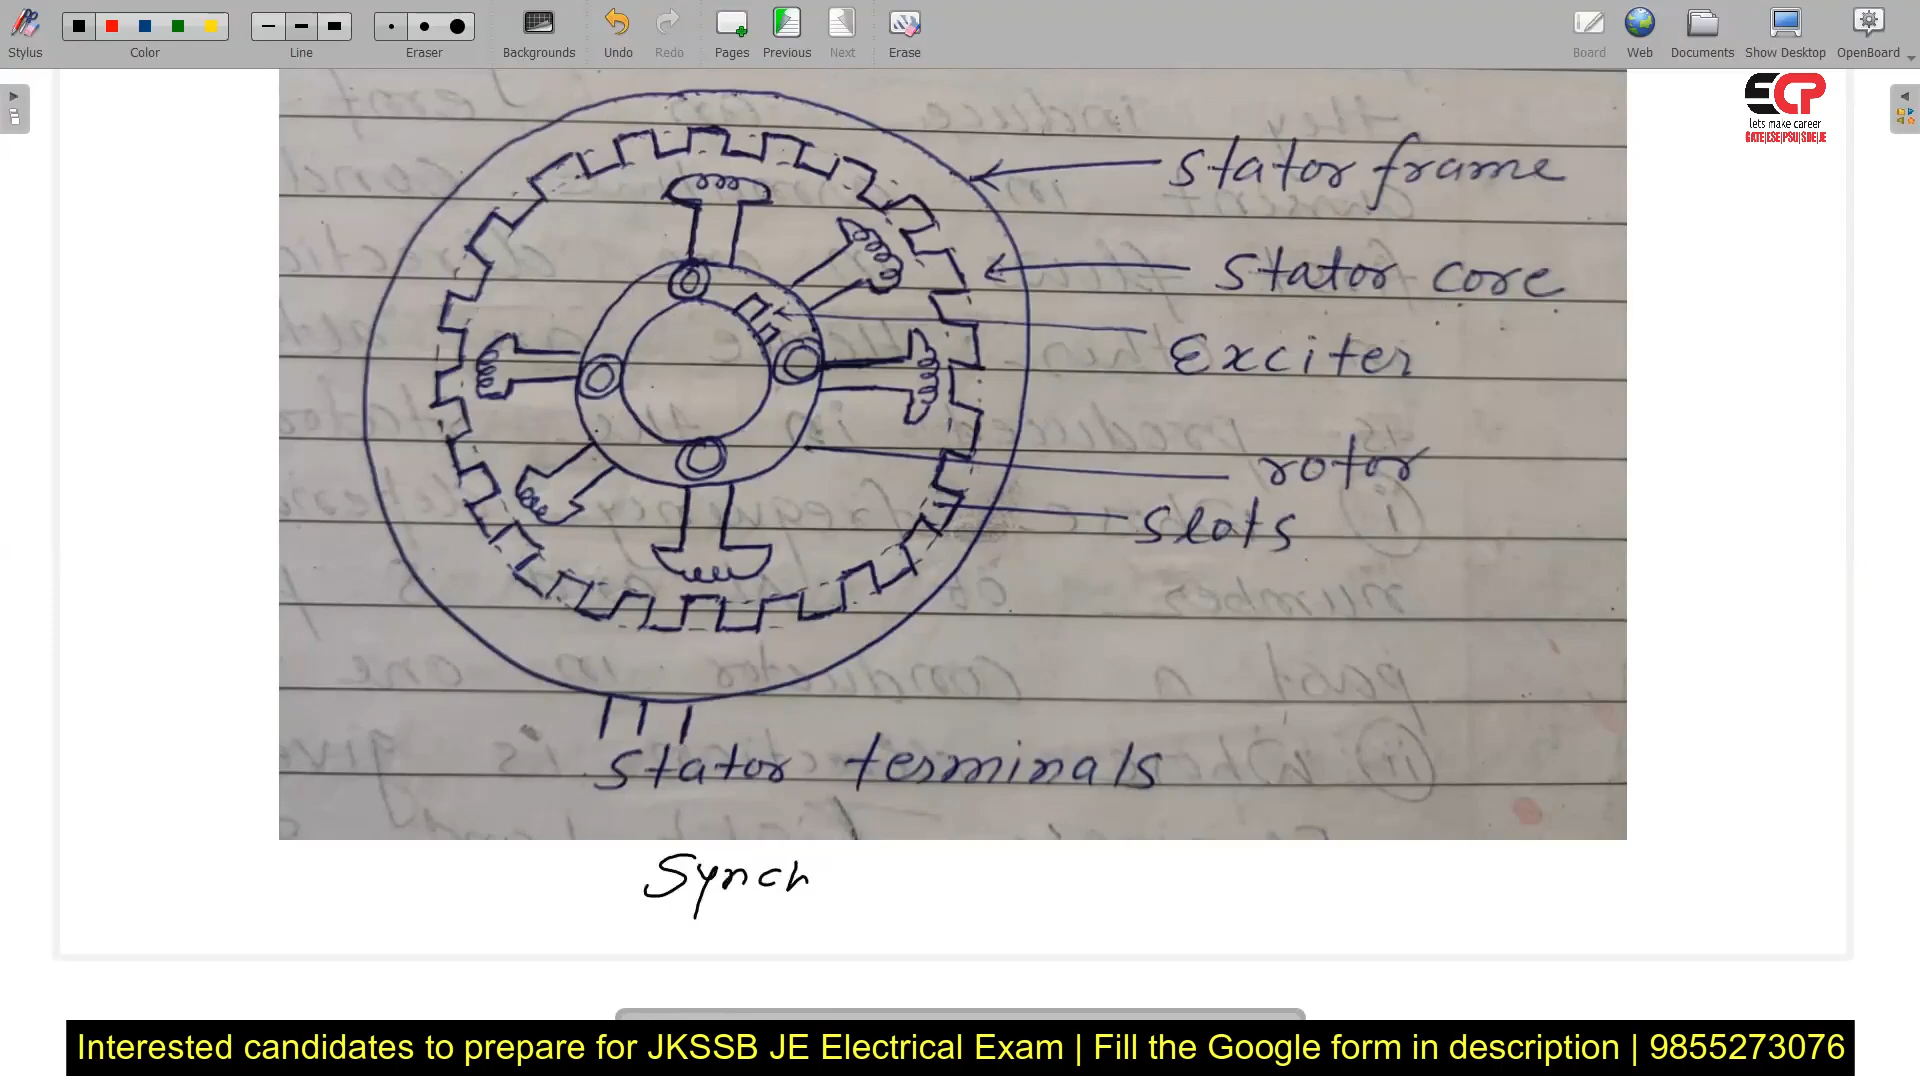 Stylus
Color
Line
Eraser
Backgrounds
Undo
Redo
Pages
Previous
Next
Erase
Board
Web
Documents
Show Desktop
OpenBoard
ECP
lets make career
GATE|ESE|PSU|SDE|JE
Stator frame
Stator core
Exciter
rotor
slots
Stator terminals
Synch
Interested candidates to prepare for JKSSB JE Electrical Exam | Fill the Google form in description | 9855273076